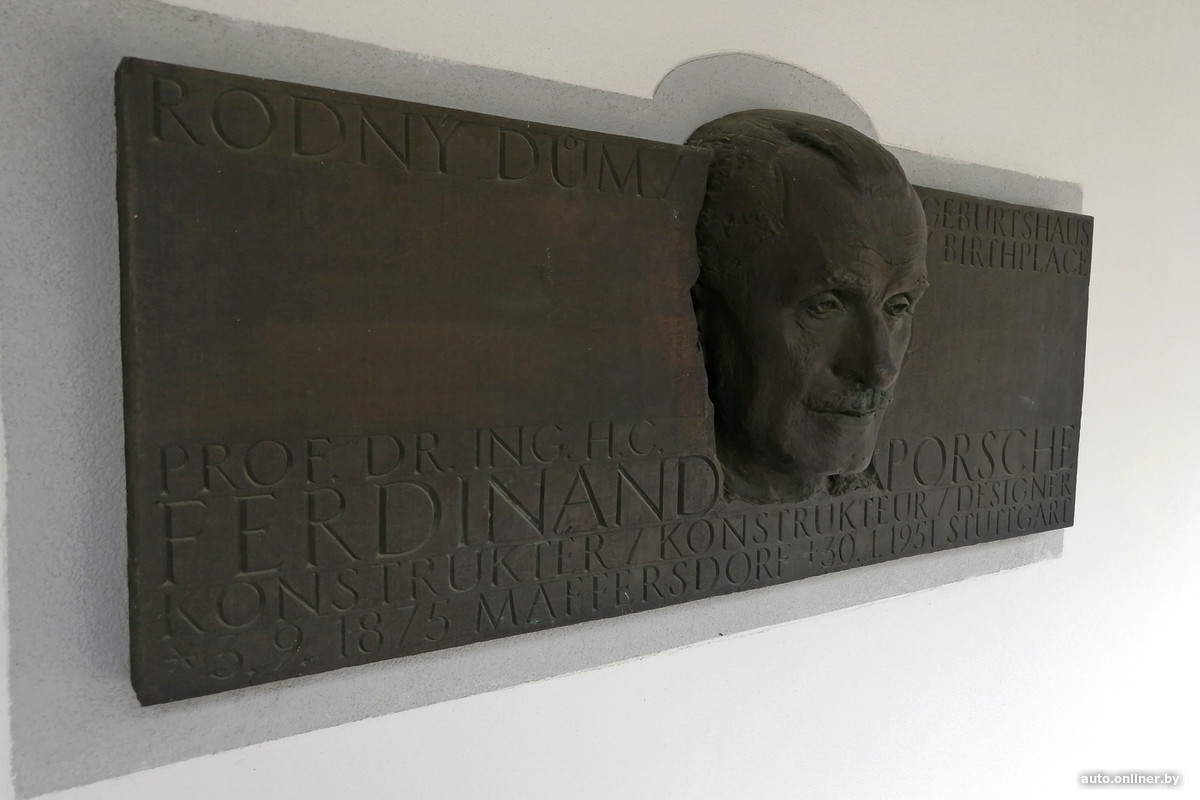 RODNÝ DŮM / GEBURTSHAUS
/ BIRTHPLACE
PROF. DR. ING. H.C.
FERDINAND PORSCHE
KONSTRUKTÉR / KONSTRUKTEUR / DESIGNER
* 3.9. 1875 MAFFERSDORF +30.1.1951 STUTTGART
auto.onliner.by